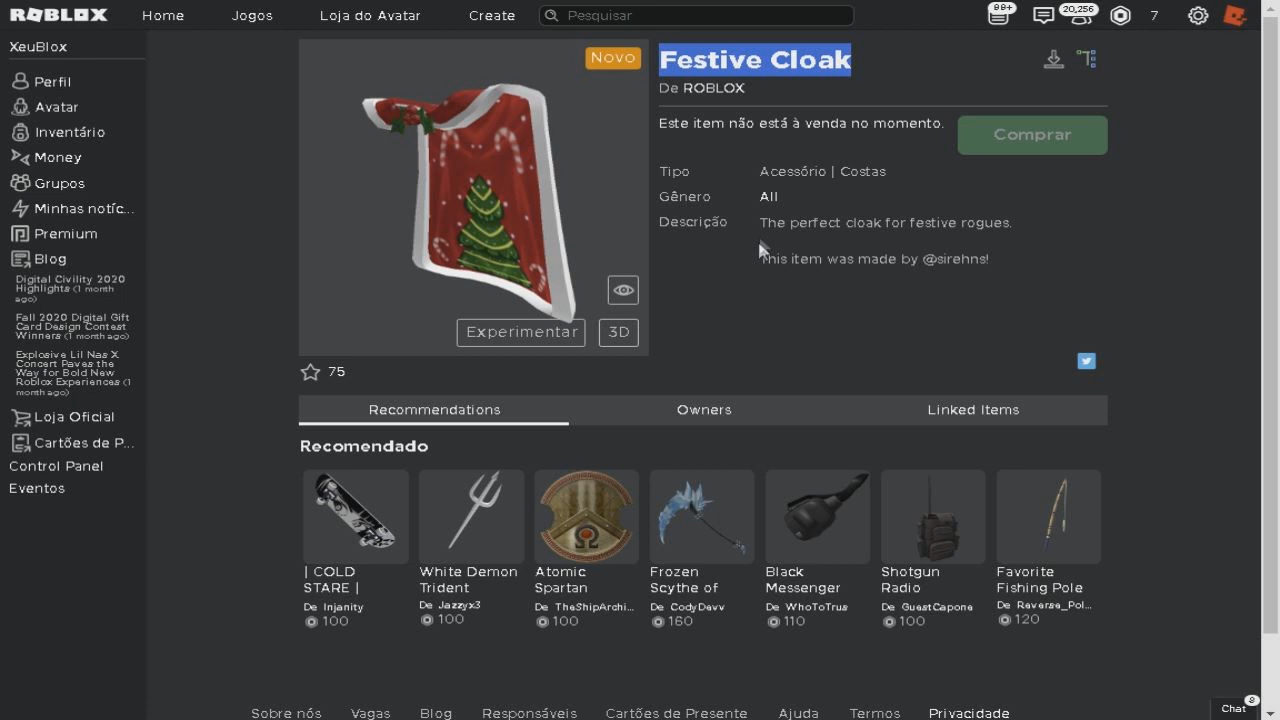 ROBLOX
Home
Jogos
Loja do Avatar
Create
Pesquisar
99+
20,256
7
XeuBlox
Perfil
Avatar
Inventário
Money
Grupos
Minhas notíc...
Premium
Blog
Digital Civility 2020
Highlights (1 month
ago)
Fall 2020 Digital Gift
Card Design Contest
Winners (1 month ago)
Explosive Lil Nas X
Concert Paves the
Way for Bold New
Roblox Experiences (1
month ago)
Loja Oficial
Cartões de P...
Control Panel
Eventos
Novo
Experimentar
3D
75
Festive Cloak
De ROBLOX
Este item não está à venda no momento.
Comprar
Tipo
Acessório | Costas
Gênero
All
Descrição
The perfect cloak for festive rogues.
This item was made by @sirehns!
Recommendations
Owners
Linked Items
Recomendado
| COLD
STARE |
De Injanity
100
White Demon
Trident
De Jazzyx3
100
Atomic
Spartan
De TheShipArchi...
100
Frozen
Scythe of
De CodyDevv
160
Black
Messenger
De WhoToTrus
110
Shotgun
Radio
De GuestCapone
100
Favorite
Fishing Pole
De Reverse_Pol...
120
Sobre nós
Vagas
Blog
Responsáveis
Cartões de Presente
Ajuda
Termos
Privacidade
Chat